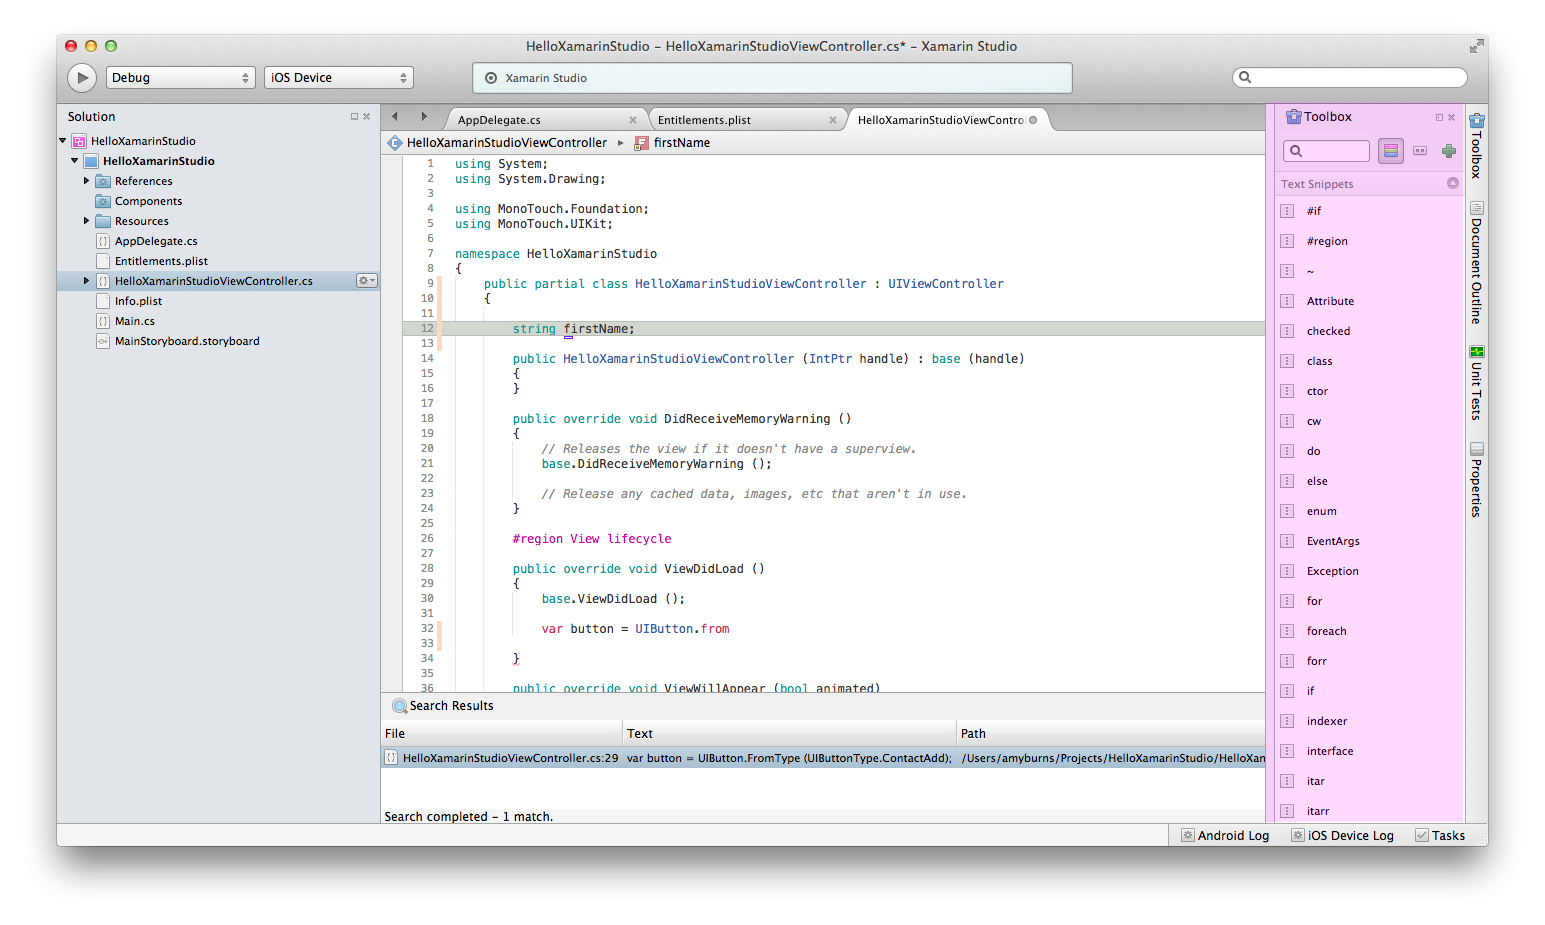 HelloXamarinStudio – HelloXamarinStudioViewController.cs* – Xamarin Studio
Debug
iOS Device
Xamarin Studio
Solution
HelloXamarinStudio
HelloXamarinStudio
References
Components
Resources
AppDelegate.cs
Entitlements.plist
HelloXamarinStudioViewController.cs
Info.plist
Main.cs
MainStoryboard.storyboard
AppDelegate.cs
Entitlements.plist
HelloXamarinStudioViewContro
HelloXamarinStudioViewController
firstName
1 using System;
2 using System.Drawing;
3
4 using MonoTouch.Foundation;
5 using MonoTouch.UIKit;
6
7 namespace HelloXamarinStudio
8 {
9 public partial class HelloXamarinStudioViewController : UIViewController
10 {
11
12 string firstName;
13
14 public HelloXamarinStudioViewController (IntPtr handle) : base (handle)
15 {
16 }
17
18 public override void DidReceiveMemoryWarning ()
19 {
20 // Releases the view if it doesn't have a superview.
21 base.DidReceiveMemoryWarning ();
22
23 // Release any cached data, images, etc that aren't in use.
24 }
25
26 #region View lifecycle
27
28 public override void ViewDidLoad ()
29 {
30 base.ViewDidLoad ();
31
32 var button = UIButton.from
33
34 }
35
36 public override void ViewWillAppear (bool animated)
Search Results
File Text Path
HelloXamarinStudioViewController.cs:29 var button = UIButton.FromType (UIButtonType.ContactAdd); /Users/amyburns/Projects/HelloXamarinStudio/HelloXan
Search completed – 1 match.
Toolbox
Text Snippets
#if
#region
~
Attribute
checked
class
ctor
cw
do
else
enum
EventArgs
Exception
for
foreach
forr
if
indexer
interface
itar
itarr
Toolbox
Document Outline
Unit Tests
Properties
Android Log
iOS Device Log
Tasks